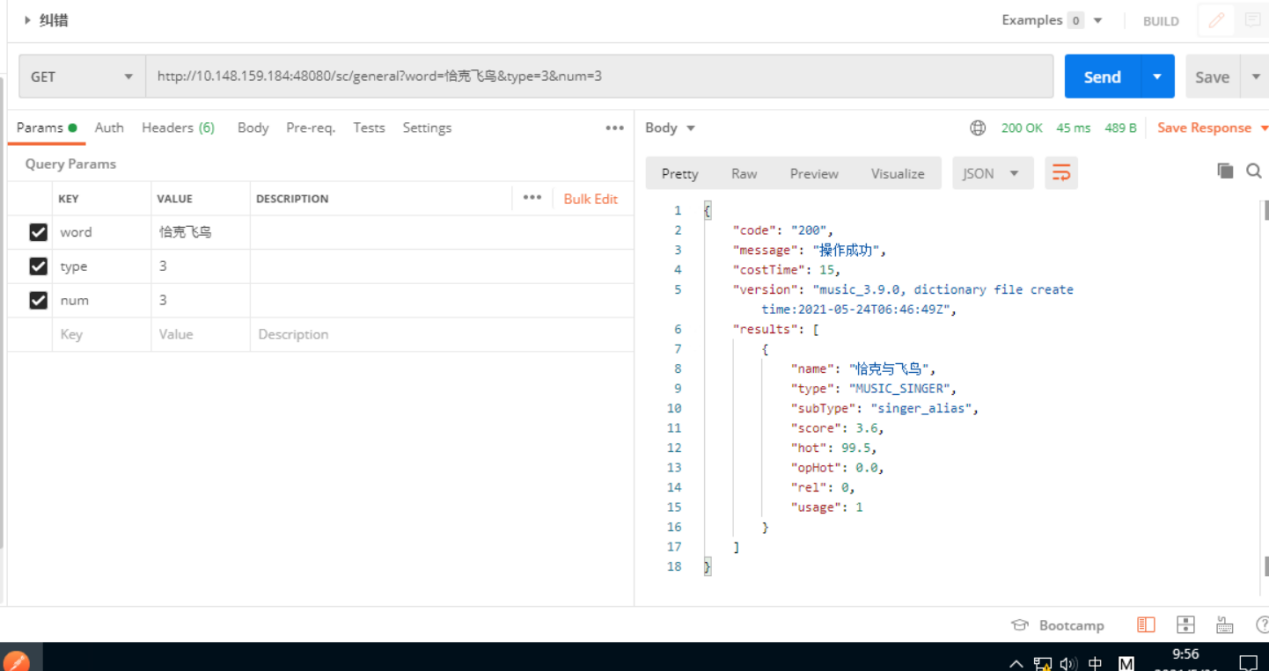 纠错
Examples 0
BUILD
GET
http://10.148.159.184:48080/sc/general?word=恰克飞鸟&type=3&num=3
Send
Save
Params Auth Headers (6) Body Pre-req. Tests Settings
Query Params
KEY VALUE DESCRIPTION ••• Bulk Edit
word 恰克飞鸟
type 3
num 3
Key Value Description
Body 200 OK 45 ms 489 B Save Response
Pretty Raw Preview Visualize JSON
1 {
2 "code": "200",
3 "message": "操作成功",
4 "costTime": 15,
5 "version": "music_3.9.0, dictionary file create
time:2021-05-24T06:46:49Z",
6 "results": [
7 {
8 "name": "恰克与飞鸟",
9 "type": "MUSIC_SINGER",
10 "subType": "singer_alias",
11 "score": 3.6,
12 "hot": 99.5,
13 "opHot": 0.0,
14 "rel": 0,
15 "usage": 1
16 }
17 ]
18 }
Bootcamp
中 M 9:56